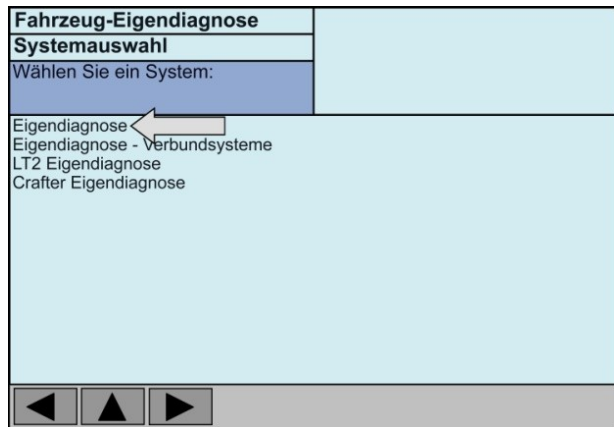 Fahrzeug-Eigendiagnose
Systemauswahl
Wählen Sie ein System:
Eigendiagnose
Eigendiagnose - Verbundsysteme
LT2 Eigendiagnose
Crafter Eigendiagnose